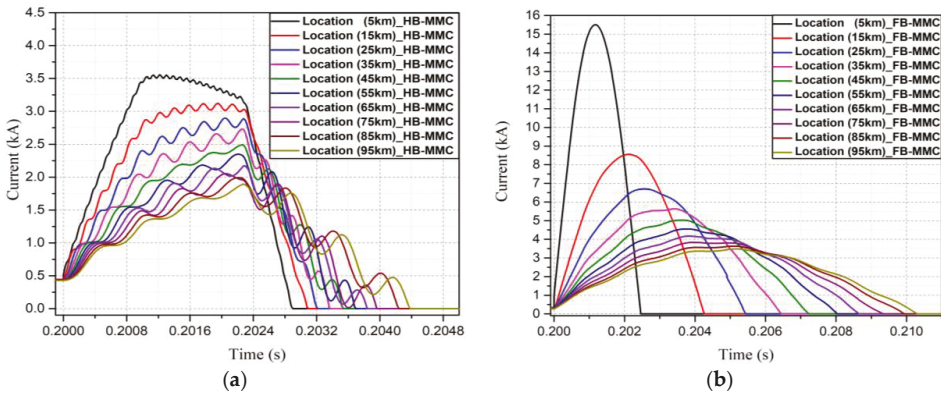 4.5
4.0
3.5
3.0
2.5
2.0
1.5
1.0
0.5
0.0
Current (kA)
Location (5km)_HB-MMC
Location (15km)_HB-MMC
Location (25km)_HB-MMC
Location (35km)_HB-MMC
Location (45km)_HB-MMC
Location (55km)_HB-MMC
Location (65km)_HB-MMC
Location (75km)_HB-MMC
Location (85km)_HB-MMC
Location (95km)_HB-MMC
0.2000 0.2008 0.2016 0.2024 0.2032 0.2040 0.2048
Time (s)
(a)
16
15
14
13
12
11
10
9
8
7
6
5
4
3
2
1
0
Current (kA)
Location (5km)_FB-MMC
Location (15km)_FB-MMC
Location (25km)_FB-MMC
Location (35km)_FB-MMC
Location (45km)_FB-MMC
Location (55km)_FB-MMC
Location (65km)_FB-MMC
Location (75km)_FB-MMC
Location (85km)_FB-MMC
Location (95km)_FB-MMC
0.200 0.202 0.204 0.206 0.208 0.210
Time (s)
(b)